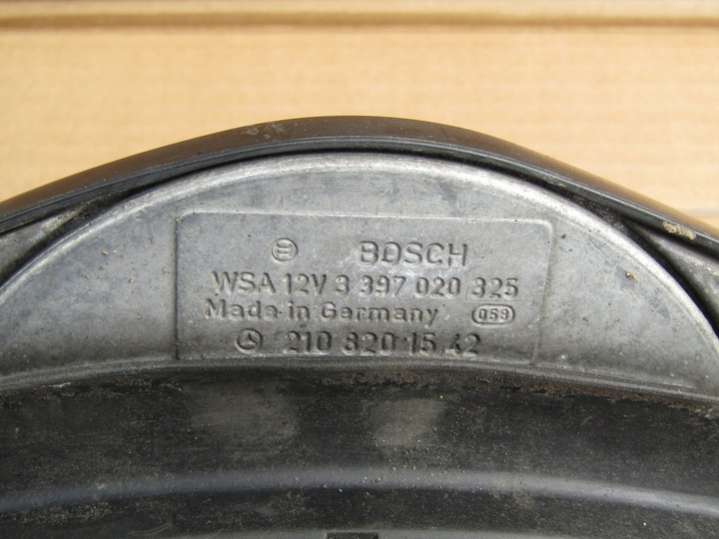 BOSCH
WSA 12V 3 397 020 325
Made in Germany 059
210 820 15 42